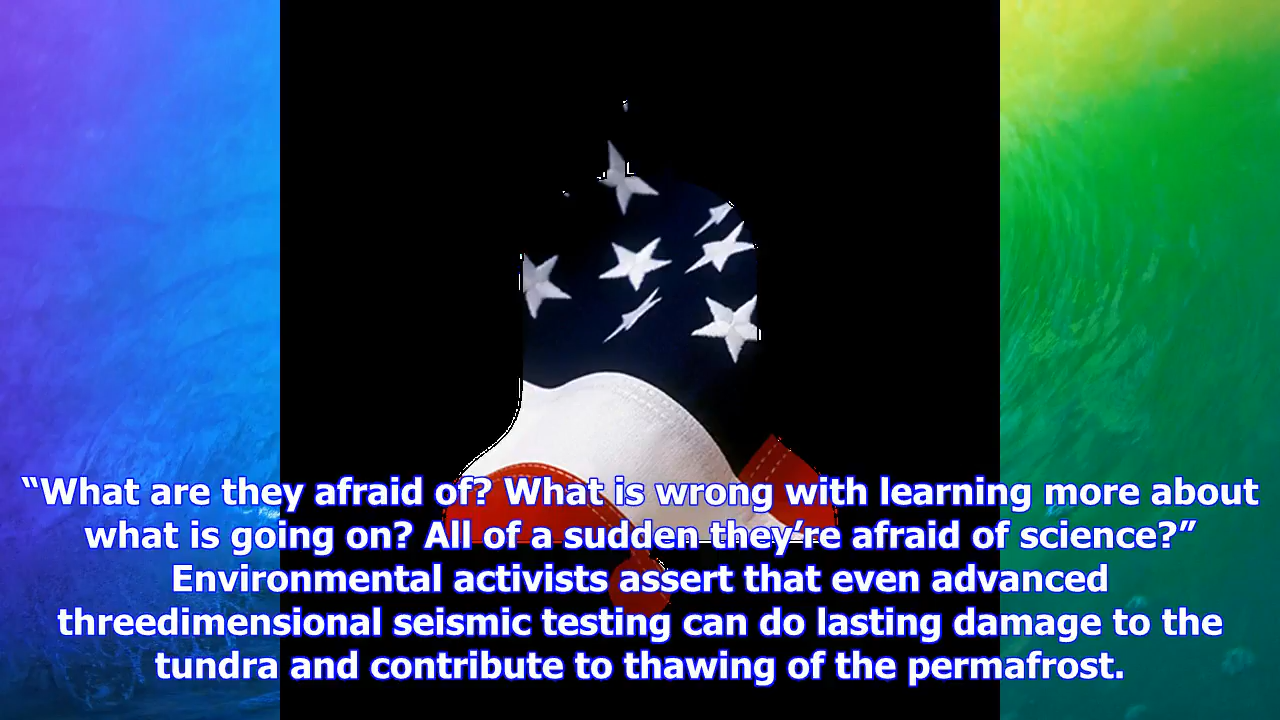 “What are they afraid of? What is wrong with learning more about
what is going on? All of a sudden they’re afraid of science?”
Environmental activists assert that even advanced
threedimensional seismic testing can do lasting damage to the
tundra and contribute to thawing of the permafrost.